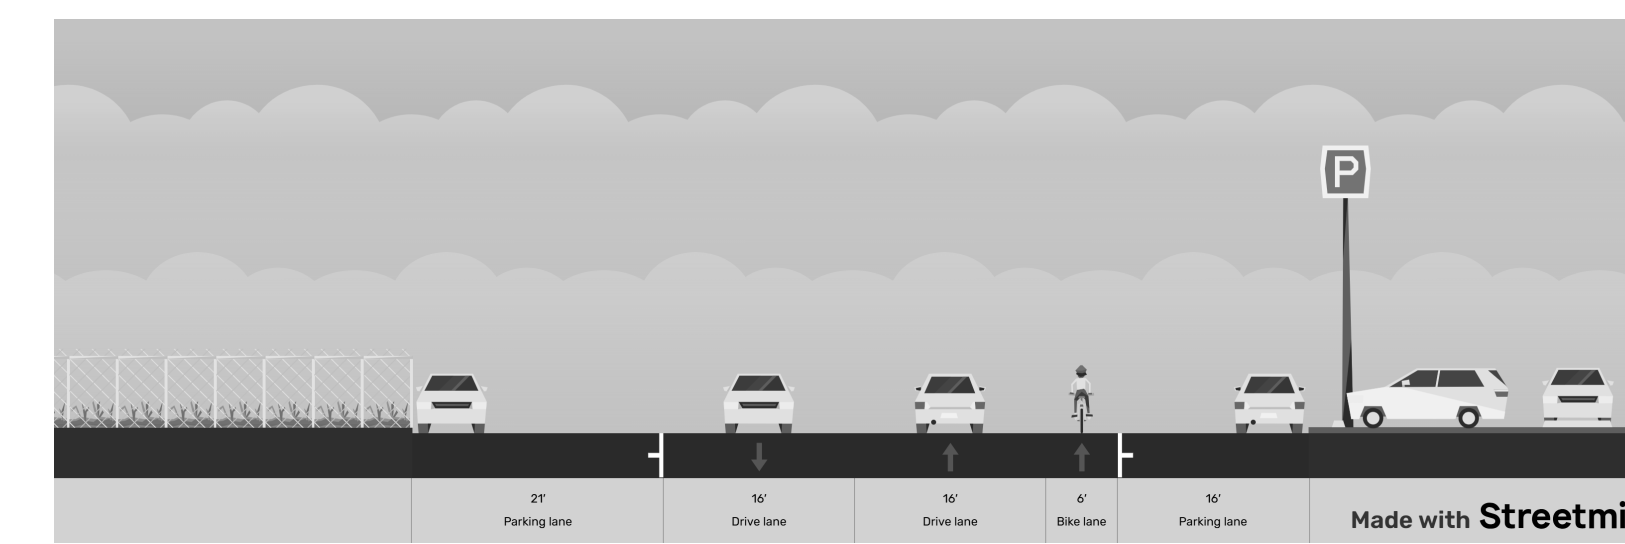 P
21′ 16′ 16′ 6′ 16′
Parking lane Drive lane Drive lane Bike lane Parking lane
Made with Streetmi